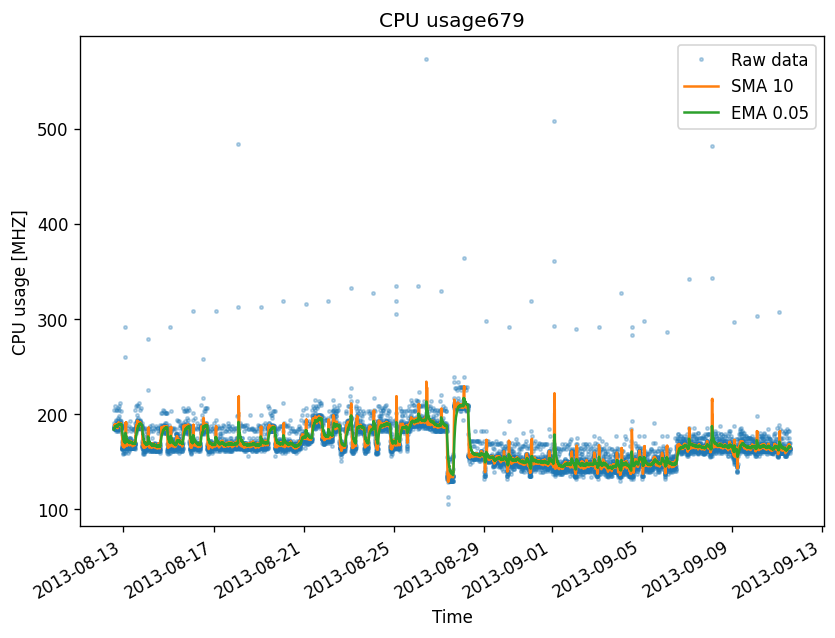 CPU usage679
Raw data
SMA 10
EMA 0.05
CPU usage [MHZ]
500
400
300
200
100
2013-08-13
2013-08-17
2013-08-21
2013-08-25
2013-08-29
2013-09-01
2013-09-05
2013-09-09
2013-09-13
Time